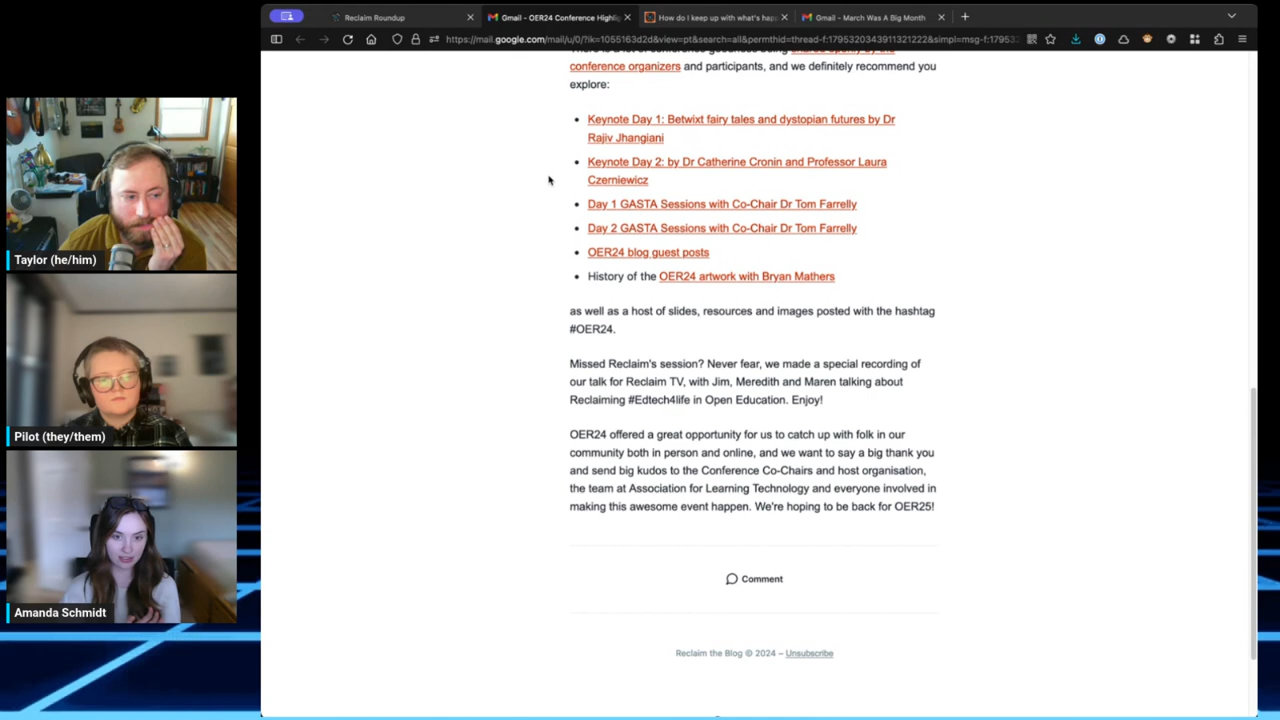 Reclaim Roundup
Gmail - OER24 Conference Highlig
How do I keep up with what's hap
Gmail - March Was A Big Month
https://mail.google.com/mail/u/0/?ik=1055163d2d&view=pt&search=all&permthid=thread-f:1795320343911321222&simpl=msg-f:17953
conference organizers and participants, and we definitely recommend you
explore:
• Keynote Day 1: Betwixt fairy tales and dystopian futures by Dr
Rajiv Jhangiani
• Keynote Day 2: by Dr Catherine Cronin and Professor Laura
Czerniewicz
• Day 1 GASTA Sessions with Co-Chair Dr Tom Farrelly
• Day 2 GASTA Sessions with Co-Chair Dr Tom Farrelly
• OER24 blog guest posts
• History of the OER24 artwork with Bryan Mathers
as well as a host of slides, resources and images posted with the hashtag
#OER24.
Missed Reclaim's session? Never fear, we made a special recording of
our talk for Reclaim TV, with Jim, Meredith and Maren talking about
Reclaiming #Edtech4life in Open Education. Enjoy!
OER24 offered a great opportunity for us to catch up with folk in our
community both in person and online, and we want to say a big thank you
and send big kudos to the Conference Co-Chairs and host organisation,
the team at Association for Learning Technology and everyone involved in
making this awesome event happen. We're hoping to be back for OER25!
Comment
Reclaim the Blog © 2024 – Unsubscribe
Taylor (he/him)
Pilot (they/them)
Amanda Schmidt